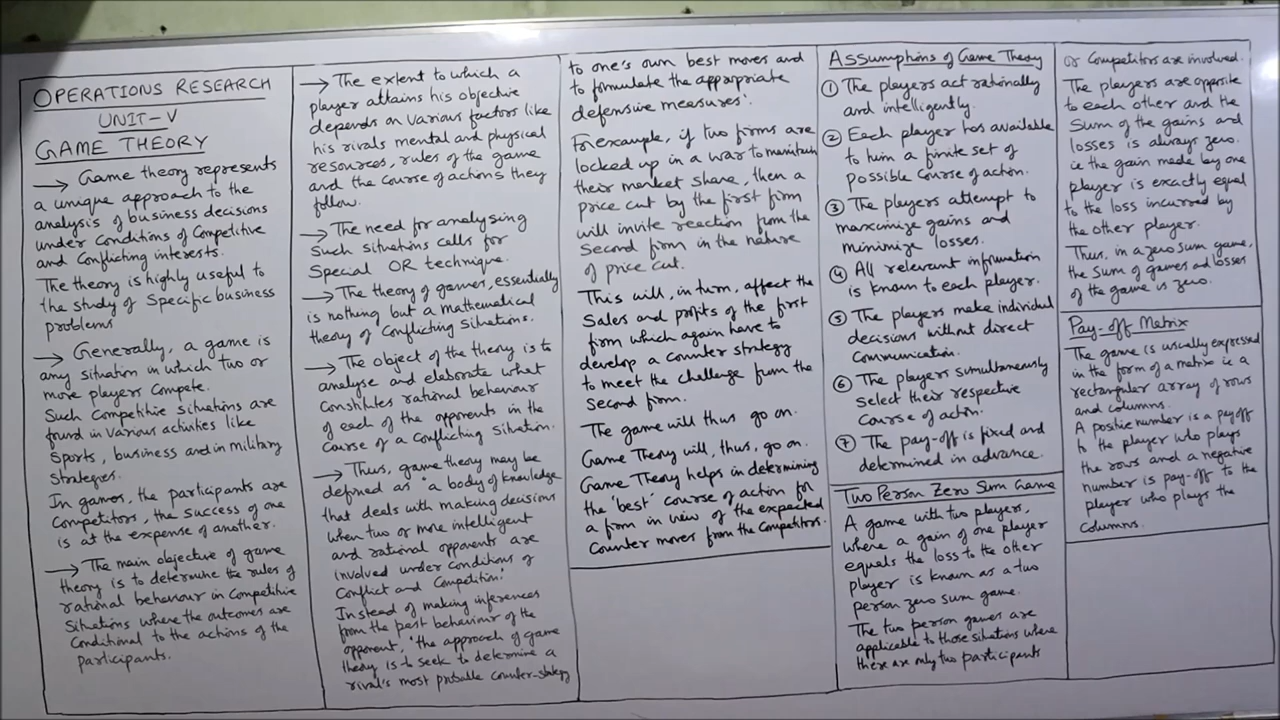 OPERATIONS RESEARCH
UNIT-V
GAME THEORY
→ Game theory represents
a unique approach to the
analysis of business decisions
under Conditions of Competitive
and Conflicting interests.
The theory is highly useful to
the study of Specific business
problems
→ Generally, a game is
any situation in which two or
more players Compete.
Such Competitive Situations are
found in Various activities like
Sports, business and in military
Strategies.
In games, the participants are
Competitors, the success of one
is at the expense of another.
→ The main objective of game
theory is to determine the rules of
rational behaviour in Competitive
Situations where the outcomes are
Conditional to the actions of the
participants.
→ The extent to which a
player attains his objective
depends on Various factors like
his rivals mental and physical
resources, rules of the game
and the Course of actions they
follow.
→ The need for analysing
Such situations calls for
Special OR technique.
→ The theory of games, essentially
is nothing but a mathematical
theory of 'Conflicting Situations.
→ The object of the theory is to
analyse and elaborate what
Constitutes rational behaviour
of each of the opponents in the
Course of a Conflicting Situation.
→ Thus, game theory may be
defined as "a body of knowledge
that deals with making decisions
when two or more intelligent
and rational opponents are
involved under conditions of
Conflict and Competition."
Instead of making inferences
from the past behaviour of the
opponent, "the approach of game
theory is to seek to determine a
rival's most probable counter-strategy
to one's own best moves and
to formulate the appropriate
defensive measures".
For example, if two firms are
locked up in a war to maintain
their market share, then a
price cut by the first firm
will invite reaction from the
Second firm in the nature
of price cut.
This will, in turn, affect the
Sales and profits of the first
firm which again have to
develop a counter strategy
to meet the challenge from the
Second firm.
The game will thus go on.
Game Theory will, thus, go on.
Game Theory helps in determining
the 'best' course of action for
a firm in view of the expected
Counter moves from the Competitors.
Assumptions of Game Theory
① The players act rationally
and intelligently.
② Each player has available
to him a finite set of
possible Course of action.
③ The players attempt to
maximize gains and
minimize losses.
④ All relevant information
is known to each player.
⑤ The players make individual
decisions without direct
Communication.
⑥ The players simultaneously
Select their respective
Course of action.
⑦ The pay-off is fixed and
determined in advance.
Two Person Zero Sum Game
A game with two players,
where a gain of one player
equals the loss to the other
player is known as a two
person zero sum game.
The two person games are
applicable to those situations where
there are only two participants
or Competitors are involved.
The players are opposite
to each other and the
Sum of the gains and
losses is always zero.
i.e the gain made by one
player is exactly equal
to the loss incurred by
the other player.
Thus, in a zero sum game,
the Sum of games ad losses
of the game is zero.
Pay-off Matrix
The game is usually expressed
in the form of a matrix ie a
rectangular array of rows
and columns.
A postive number is a pay off
to the player who plays
the rows and a negative
number is pay-off to the
player who plays the
Columns.